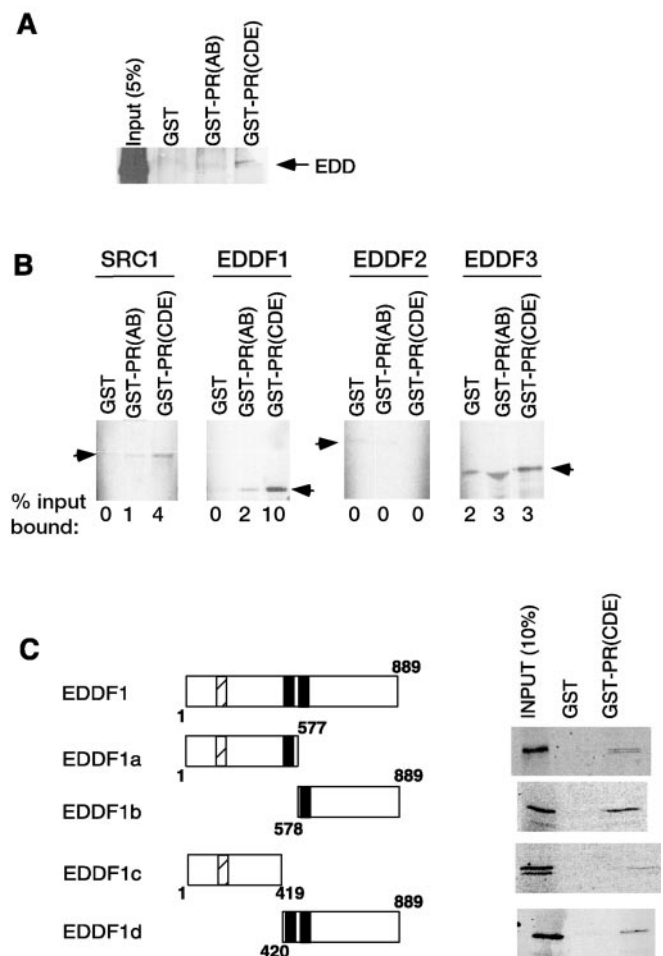 A
Input (5%)
GST
GST-PR(AB)
GST-PR(CDE)
EDD
B
SRC1
EDDF1
EDDF2
EDDF3
GST
GST-PR(AB)
GST-PR(CDE)
GST
GST-PR(AB)
GST-PR(CDE)
GST
GST-PR(AB)
GST-PR(CDE)
GST
GST-PR(AB)
GST-PR(CDE)
% input
bound:
0 1 4
0 2 10
0 0 0
2 3 3
C
INPUT (10%)
GST
GST-PR(CDE)
889
EDDF1
1
577
EDDF1a
1
889
EDDF1b
578
EDDF1c
1
419
889
EDDF1d
420